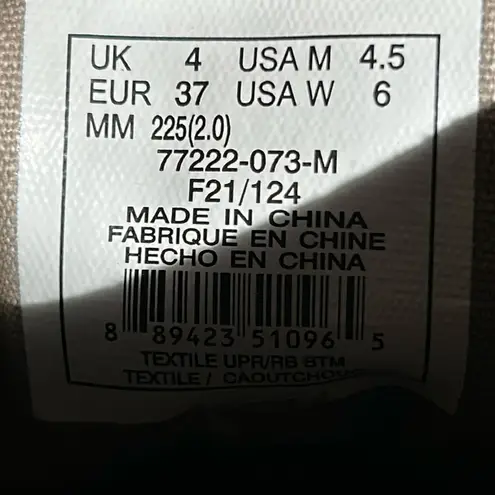 UK 4 USA M 4.5
EUR 37 USA W 6
MM 225(2.0)
77222-073-M
F21/124
MADE IN CHINA
FABRIQUE EN CHINE
HECHO EN CHINA
8 89423 51096 5
TEXTILE UPR/RB BTM
TEXTILE / CAOUTCHOUC